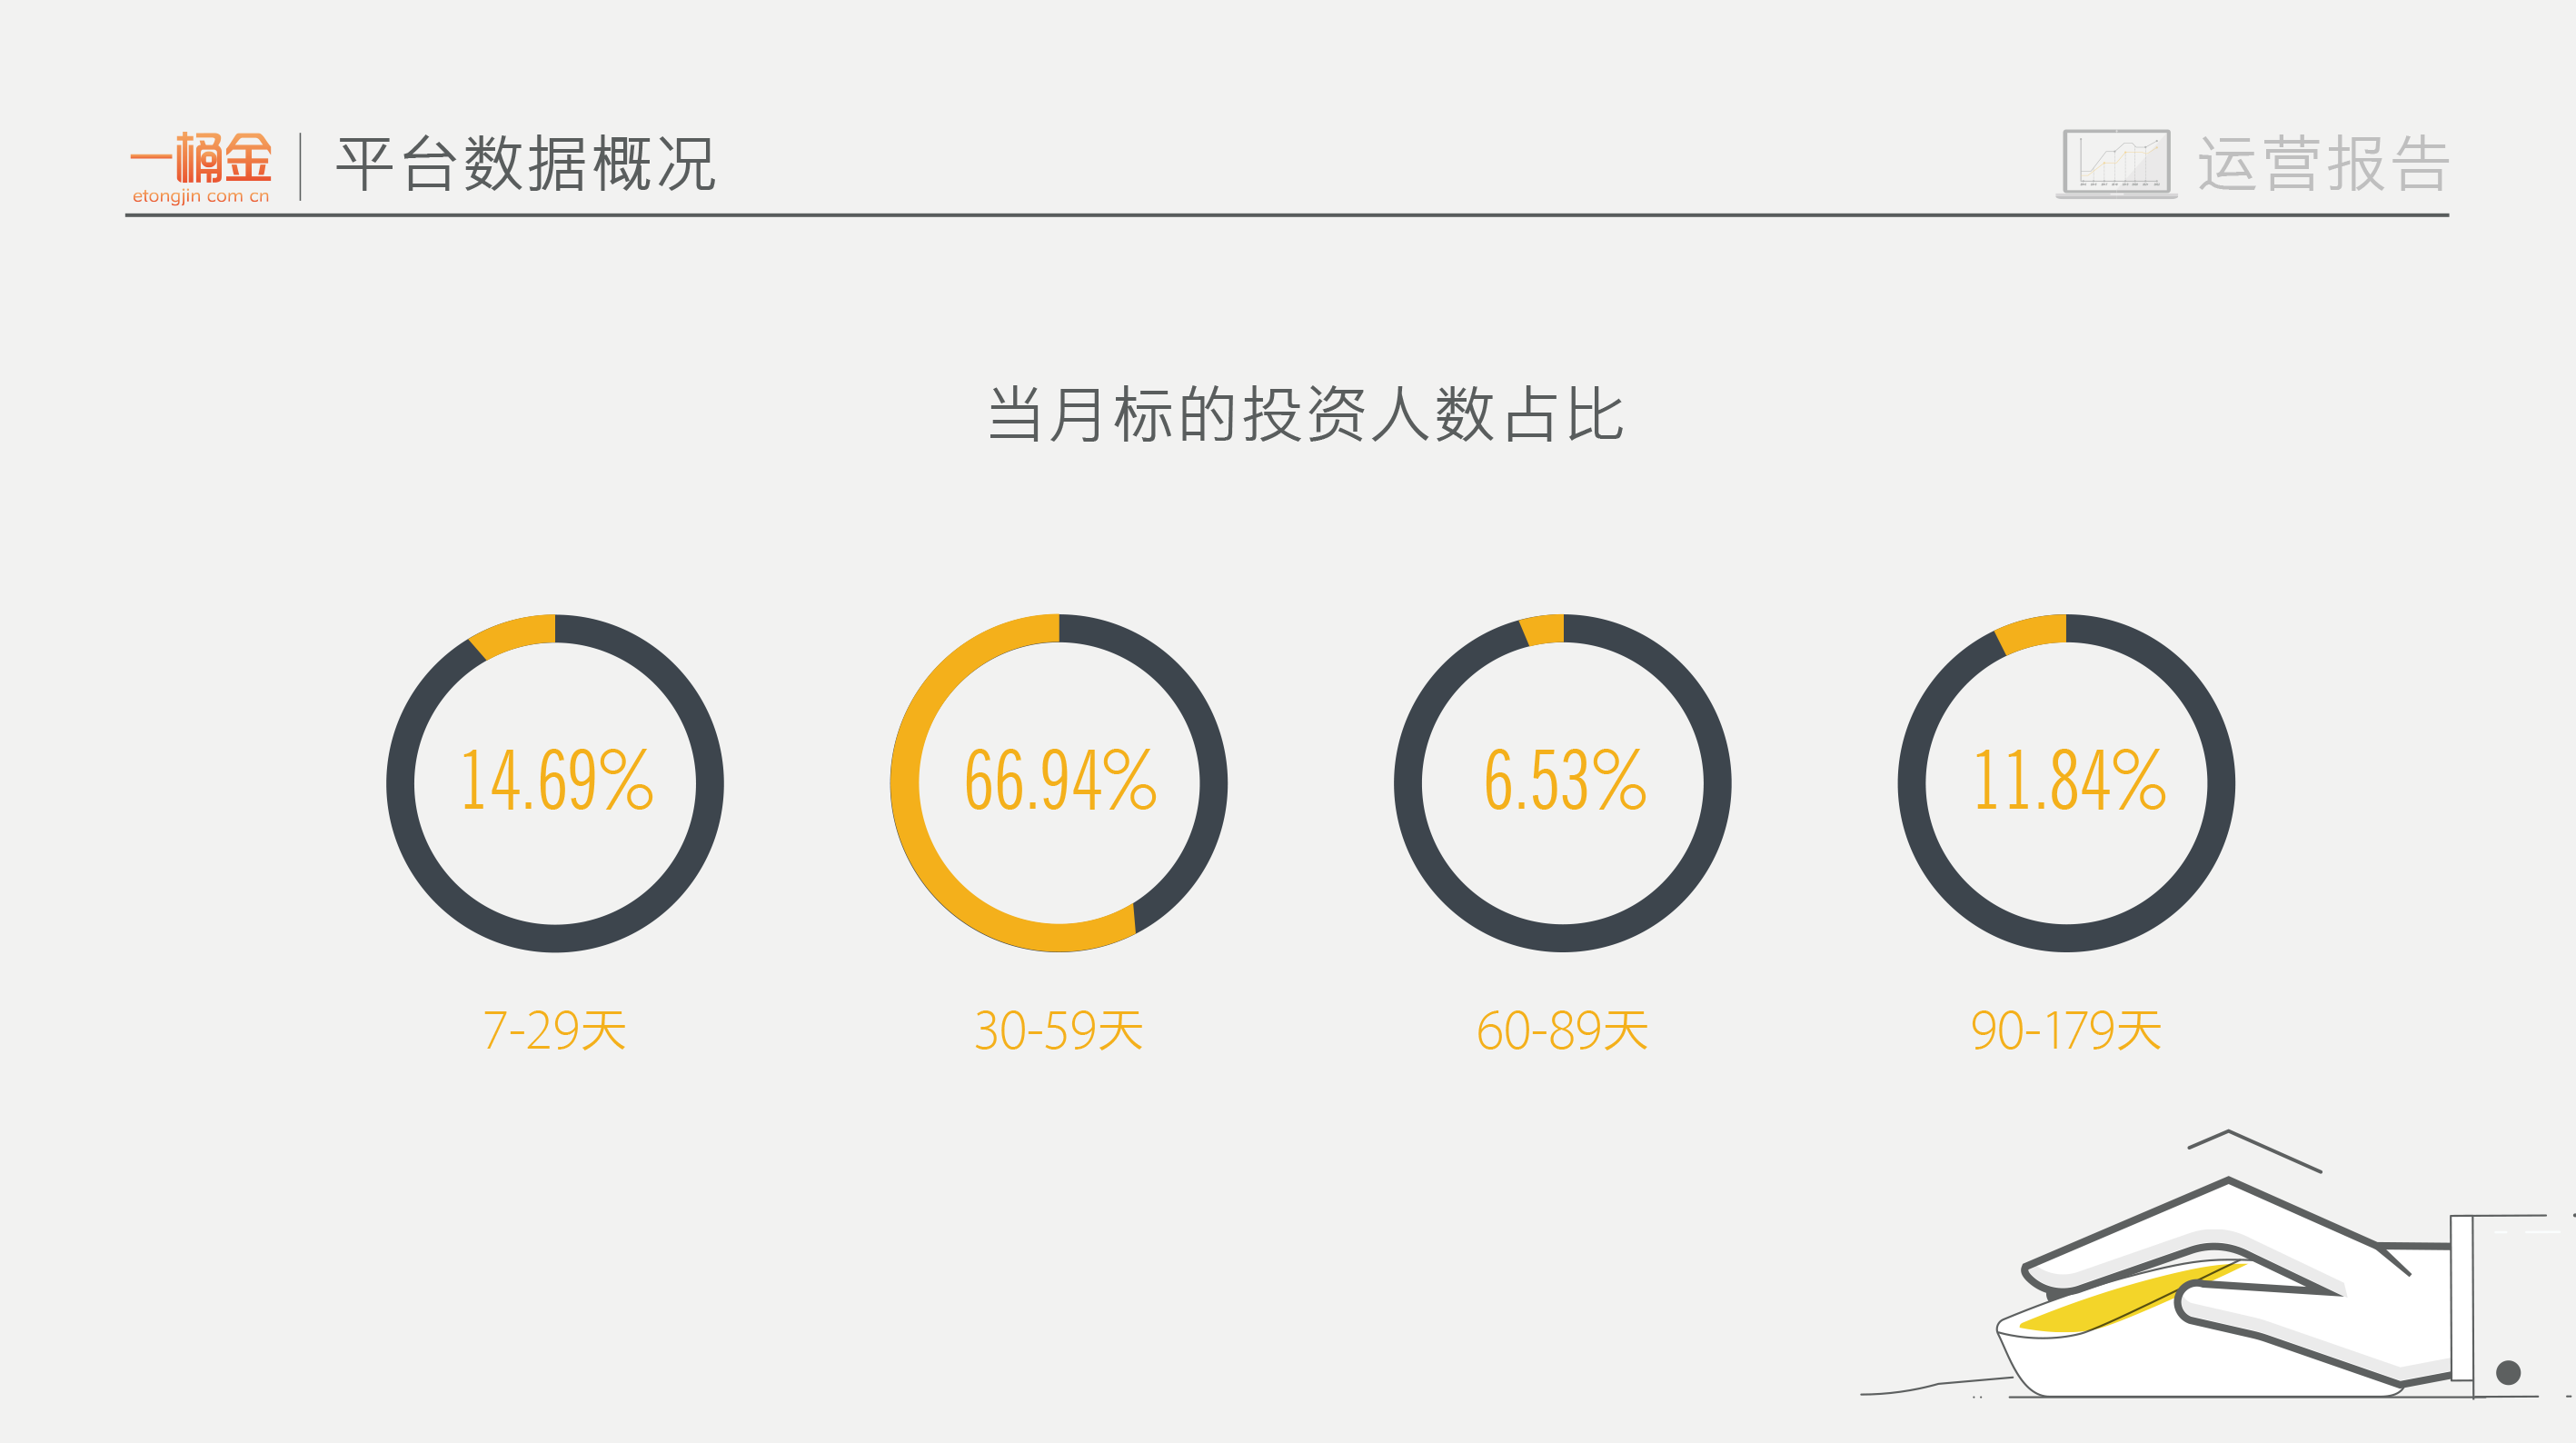 一桶金
etongjin com cn
平台数据概况
运营报告
当月标的投资人数占比
14.69%
66.94%
6.53%
11.84%
7-29天
30-59天
60-89天
90-179天